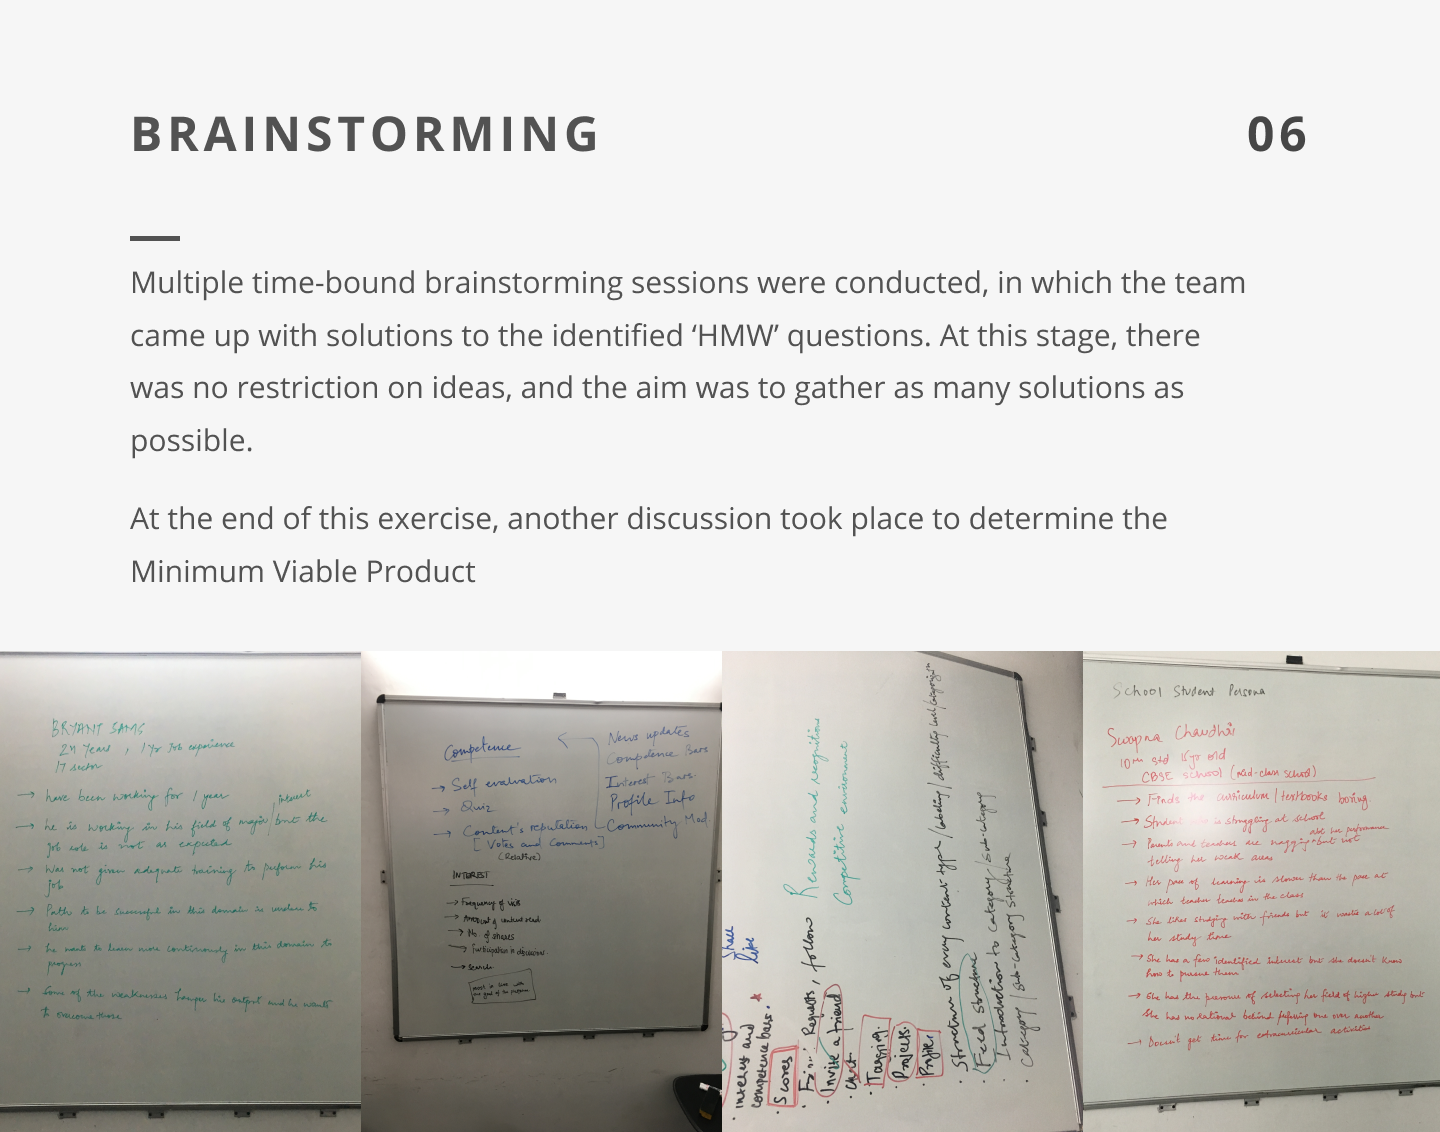 BRAINSTORMING
06
Multiple time-bound brainstorming sessions were conducted, in which the team
came up with solutions to the identified ‘HMW’ questions. At this stage, there
was no restriction on ideas, and the aim was to gather as many solutions as
possible.
At the end of this exercise, another discussion took place to determine the
Minimum Viable Product
BRYANT SAMS
24 years , 1 yr job experience
17 sector
→ have been working for 1 year
interest
→ he is working in his field of major but the
job role is not as expected
→ Was not given adequate training to perform his
job
→ Paths to be successful in this domain is unclear to
him
→ he wants to learn more continuously in this domain to
progress
→ Some of the weaknesses hamper his output and he wants
to overcome those
Competence
→ Self evaluation
→ Quiz
→ Content's reputation
[ Votes and Comments ]
(Relative)
News updates
Competence Bars
Interest Bars.
Profile Info
Community Mod.
INTEREST
→ Frequency of visit
→ Amount of content read
→ No. of shares
→ Participation in discussions.
→ Search
Share
like
· interest and
competence bars. ·
· Scores
Requests, follow
· Invite a friend
· Chat
· Tagging.
· Projects.
· Profile
Rewards and recognition
Competitive environment
· Structure of every content type /labeling/ difficulty level/categorisation
· Feed structure
· Introduction to category/sub-category
· Category / sub-category structure
School Student Persona
Swapna Chaudhari
10th std 15 yr old
CBSE school (mid-class school)
→ Finds the curriculum/textbooks boring
→ Student is struggling at school
abt her performance
→ Parents and teachers are nagging but not
telling her weak areas
→ Her pace of learning is slower than the pace at
which teacher teaches in the class
→ She likes studying with friends but it wastes a lot of
her study time
→ She has a few identified interest but she doesn't know
how to pursue them
→ She has the pressure of selecting her field of higher study but
she has no rational behind prefering one over another
→ Doesn't get time for extracurricular activities